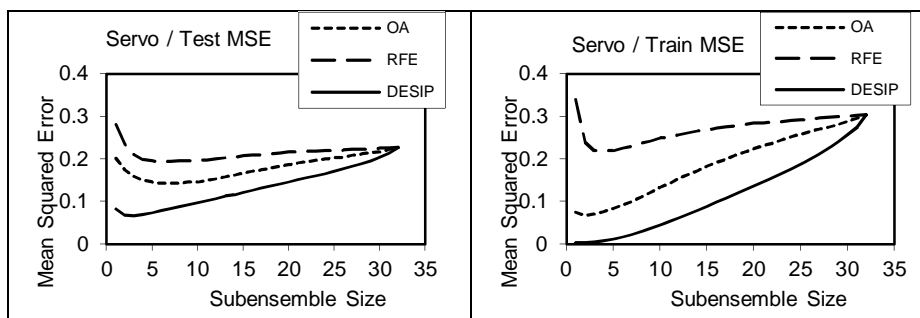 Servo / Test MSE
OA
RFE
DESIP
0.4
0.3
0.2
0.1
0
Mean Squared Error
0 5 10 15 20 25 30 35
Subensemble Size
Servo / Train MSE
OA
RFE
DESIP
0.4
0.3
0.2
0.1
0
Mean Squared Error
0 5 10 15 20 25 30 35
Subensemble Size